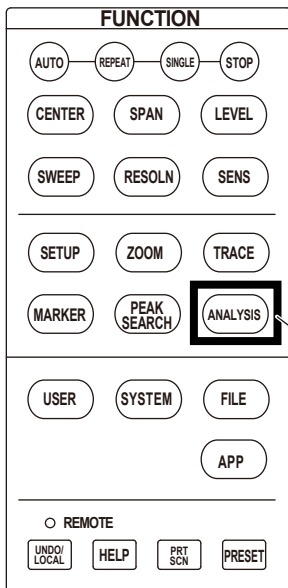 FUNCTION
AUTO REPEAT SINGLE STOP
CENTER SPAN LEVEL
SWEEP RESOLN SENS
SETUP ZOOM TRACE
MARKER PEAK SEARCH ANALYSIS
USER SYSTEM FILE
APP
REMOTE
UNDO/LOCAL HELP PRT SCN PRESET